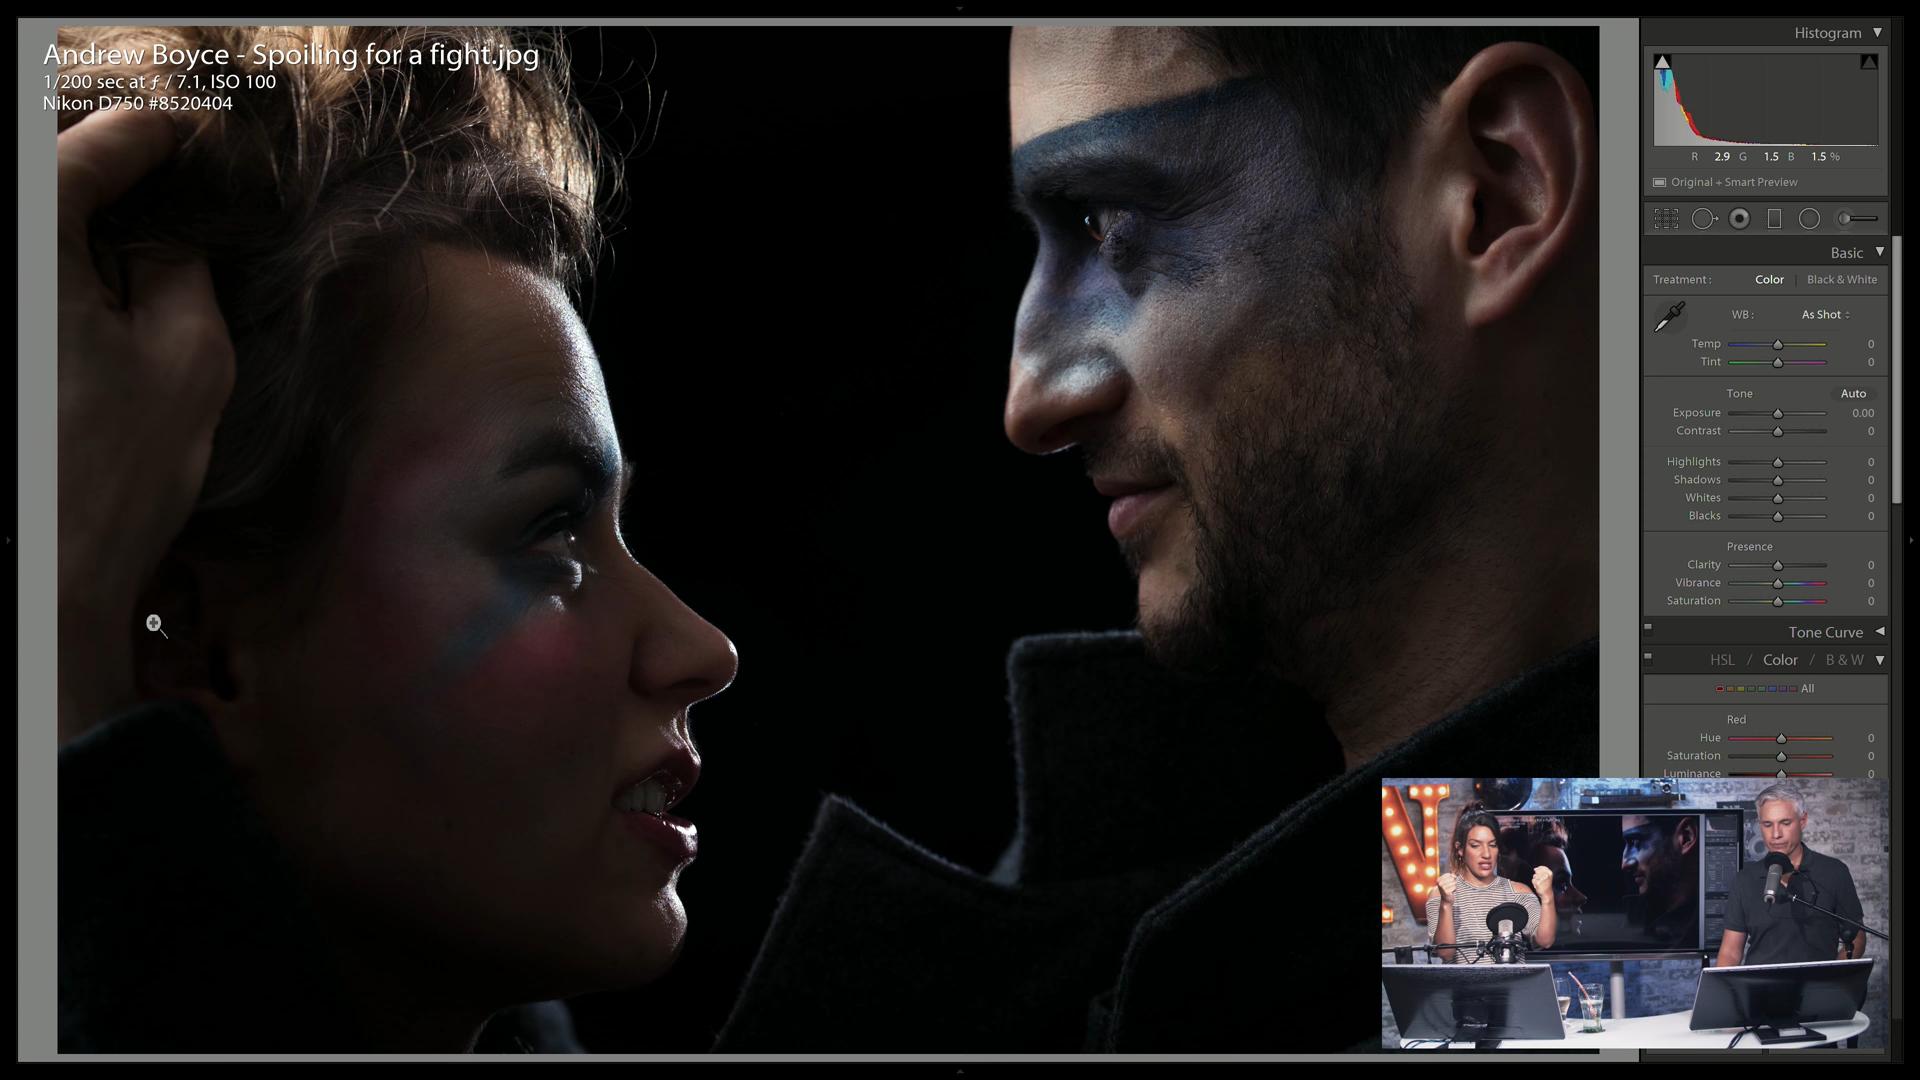 Andrew Boyce - Spoiling for a fight.jpg
1/200 sec at ƒ / 7.1, ISO 100
Nikon D750 #8520404
Histogram
R 2.9 G 1.5 B 1.5 %
Original + Smart Preview
Basic
Treatment : Color Black & White
WB : As Shot
Temp 0
Tint 0
Tone Auto
Exposure 0.00
Contrast 0
Highlights 0
Shadows 0
Whites 0
Blacks 0
Presence
Clarity 0
Vibrance 0
Saturation 0
Tone Curve
HSL / Color / B & W
All
Red
Hue 0
Saturation 0
Luminance 0
N